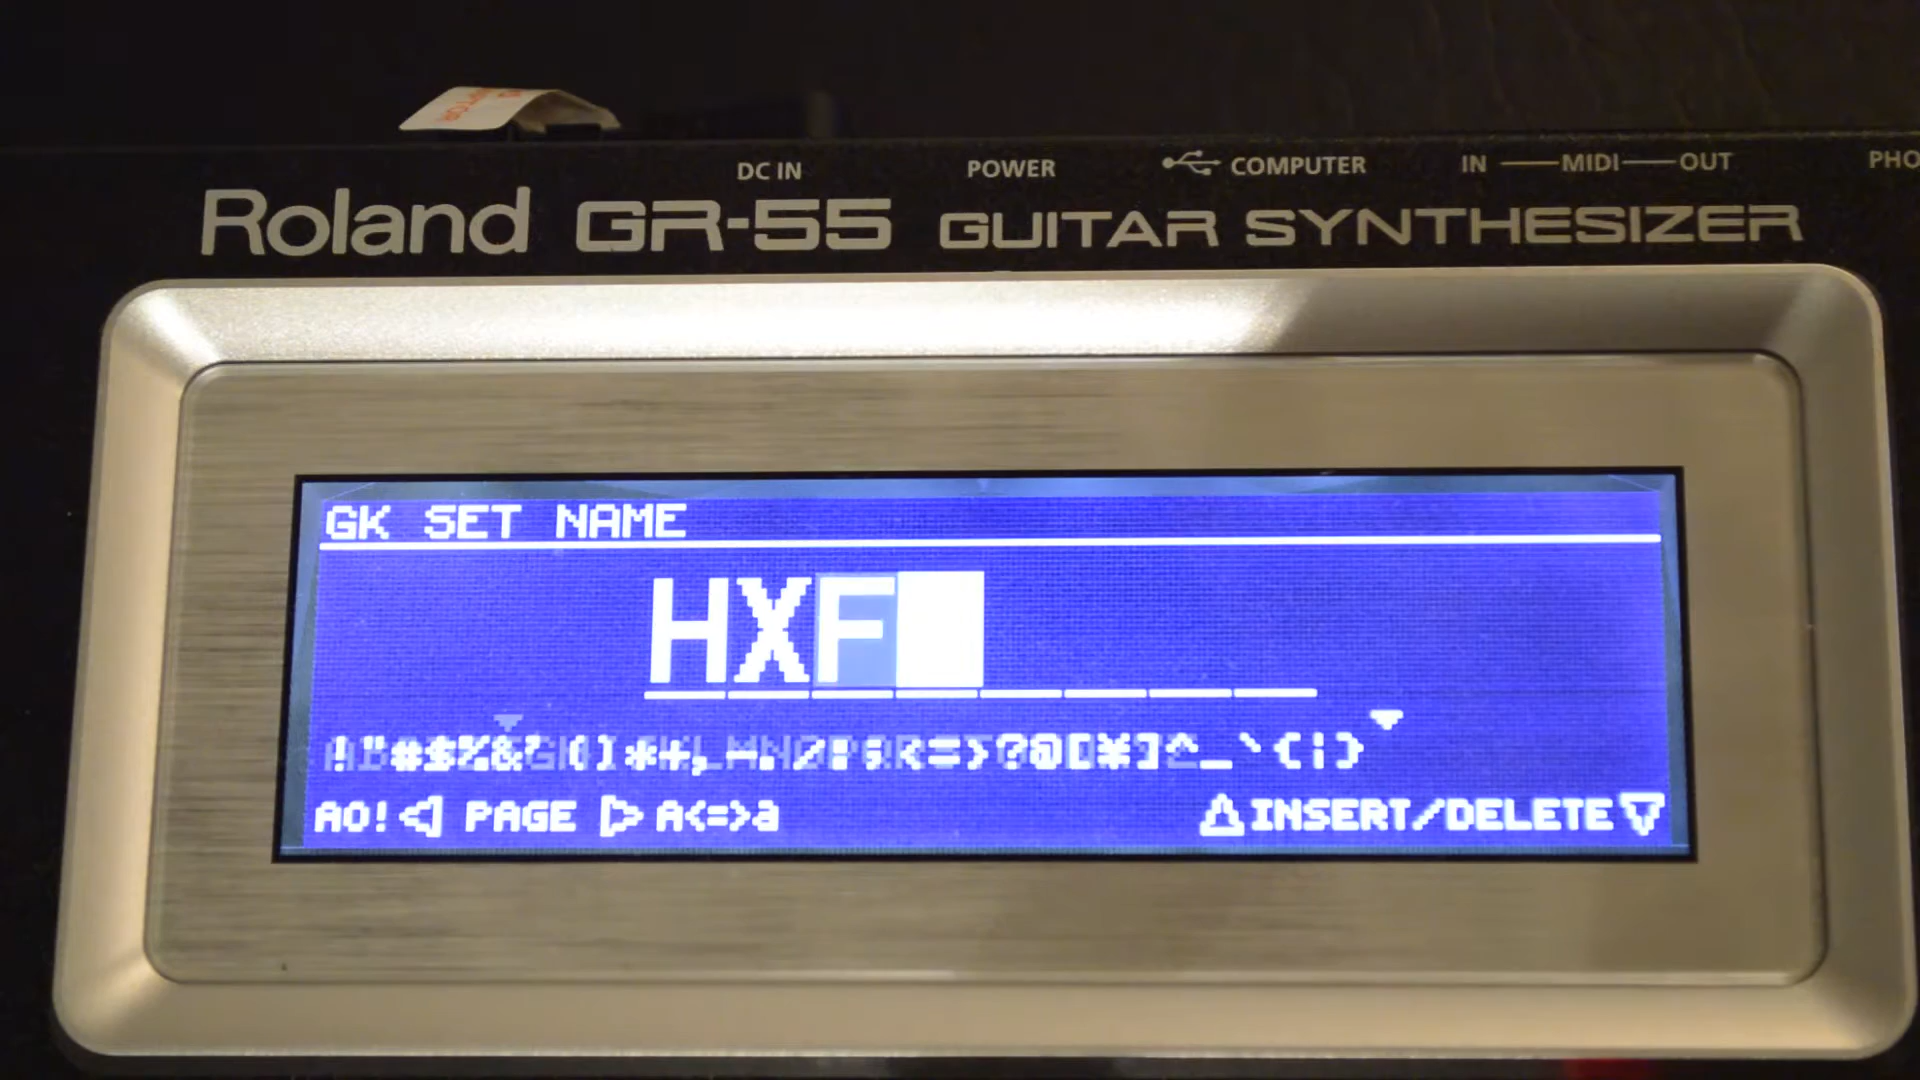 DC IN POWER COMPUTER IN MIDI OUT PHO
Roland GR-55 GUITAR SYNTHESIZER
GK SET NAME
HXF
!"#$%&'()*+,-./:;<=>?@[¥]^_`{|}
A0! ◁ PAGE ▷ A<=>a △INSERT/DELETE▽